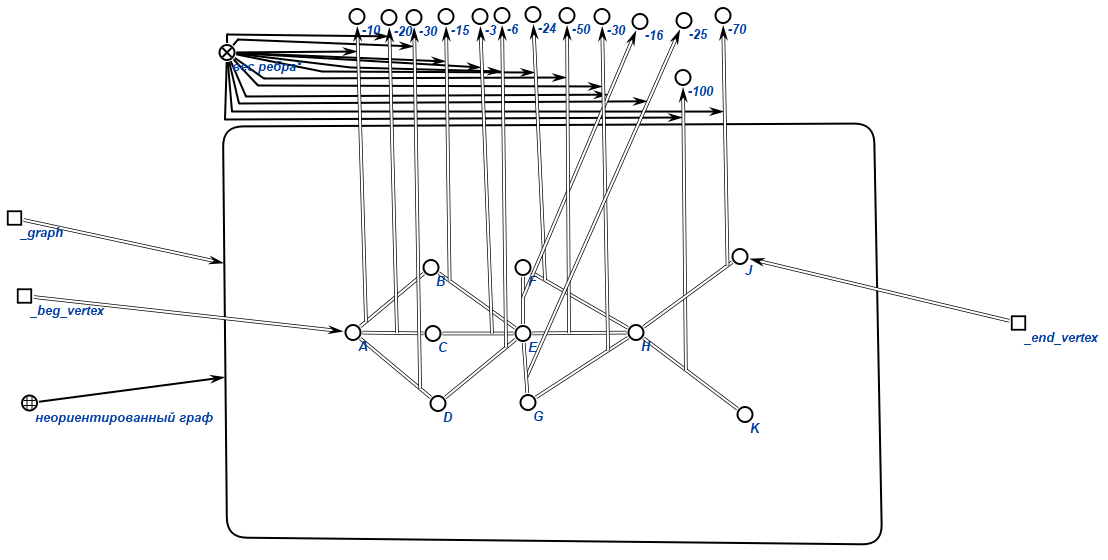 -10
-20
-30
-15
-3
-6
-24
-50
-30
-16
-25
-70
вес ребра*
-100
_graph
B
F
J
_beg_vertex
A
C
E
H
_end_vertex
неориентированный граф
D
G
K